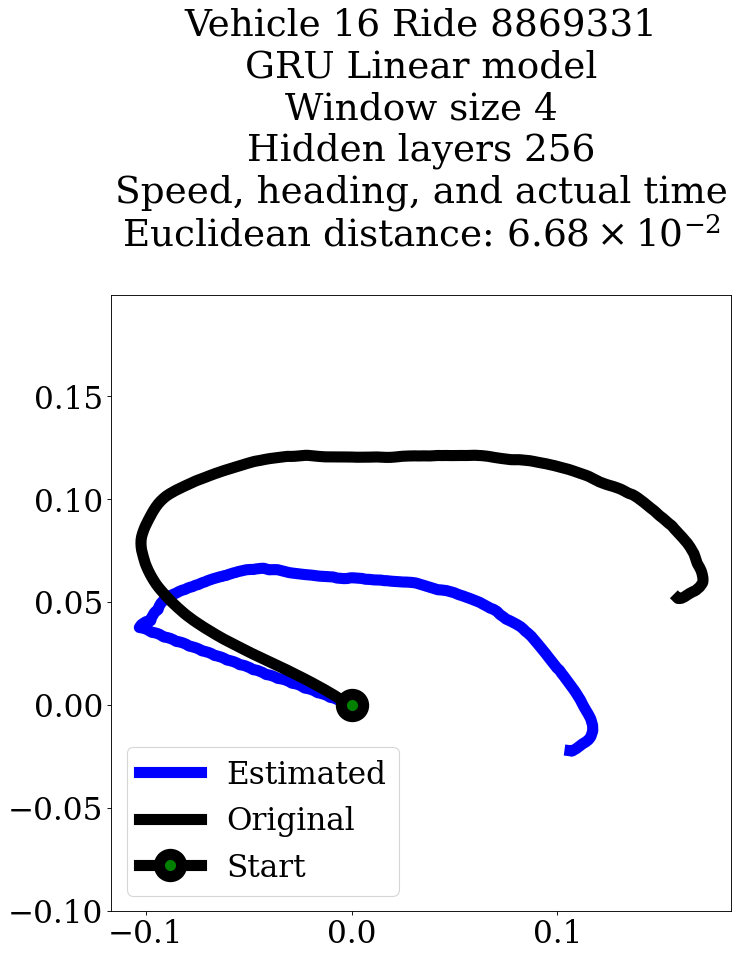 Vehicle 16 Ride 8869331
GRU Linear model
Window size 4
Hidden layers 256
Speed, heading, and actual time
Euclidean distance: 6.68 × 10⁻²
0.15
0.10
0.05
0.00
−0.05
−0.10
Estimated
Original
Start
−0.1
0.0
0.1